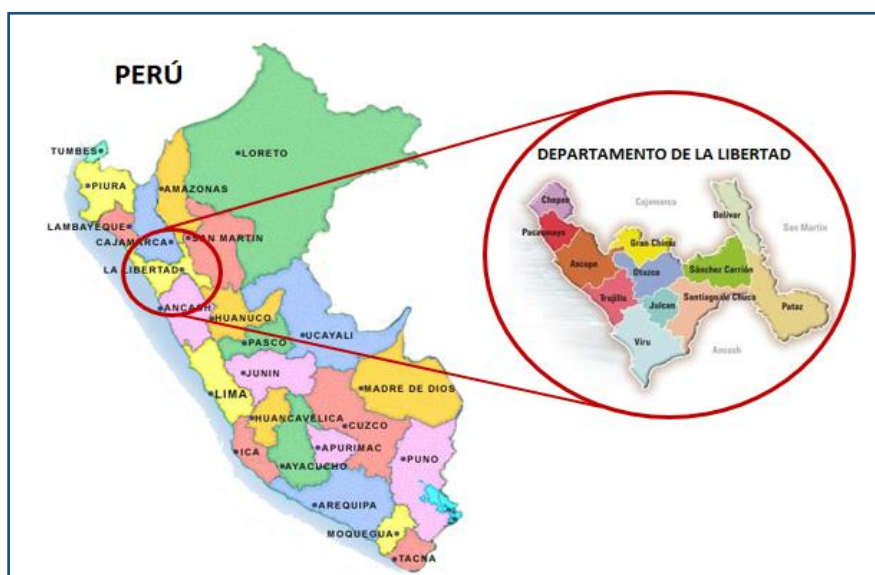 PERÚ
TUMBES
PIURA
LORETO
AMAZONAS
LAMBAYEQUE
CAJAMARCA
SAN MARTIN
LA LIBERTAD
ANCASH
HUANUCO
UCAYALI
PASCO
JUNIN
LIMA
MADRE DE DIOS
HUANCAVELICA
CUZCO
ICA
APURIMAC
PUNO
AYACUCHO
AREQUIPA
MOQUEGUA
TACNA
DEPARTAMENTO DE LA LIBERTAD
Chepen
Cajamarca
Bolivar
San Martín
Pacasmayo
Gran Chimú
Ascope
Otuzco
Sánchez Carrión
Trujillo
Julcan
Santiago de Chuco
Pataz
Viru
Ancash